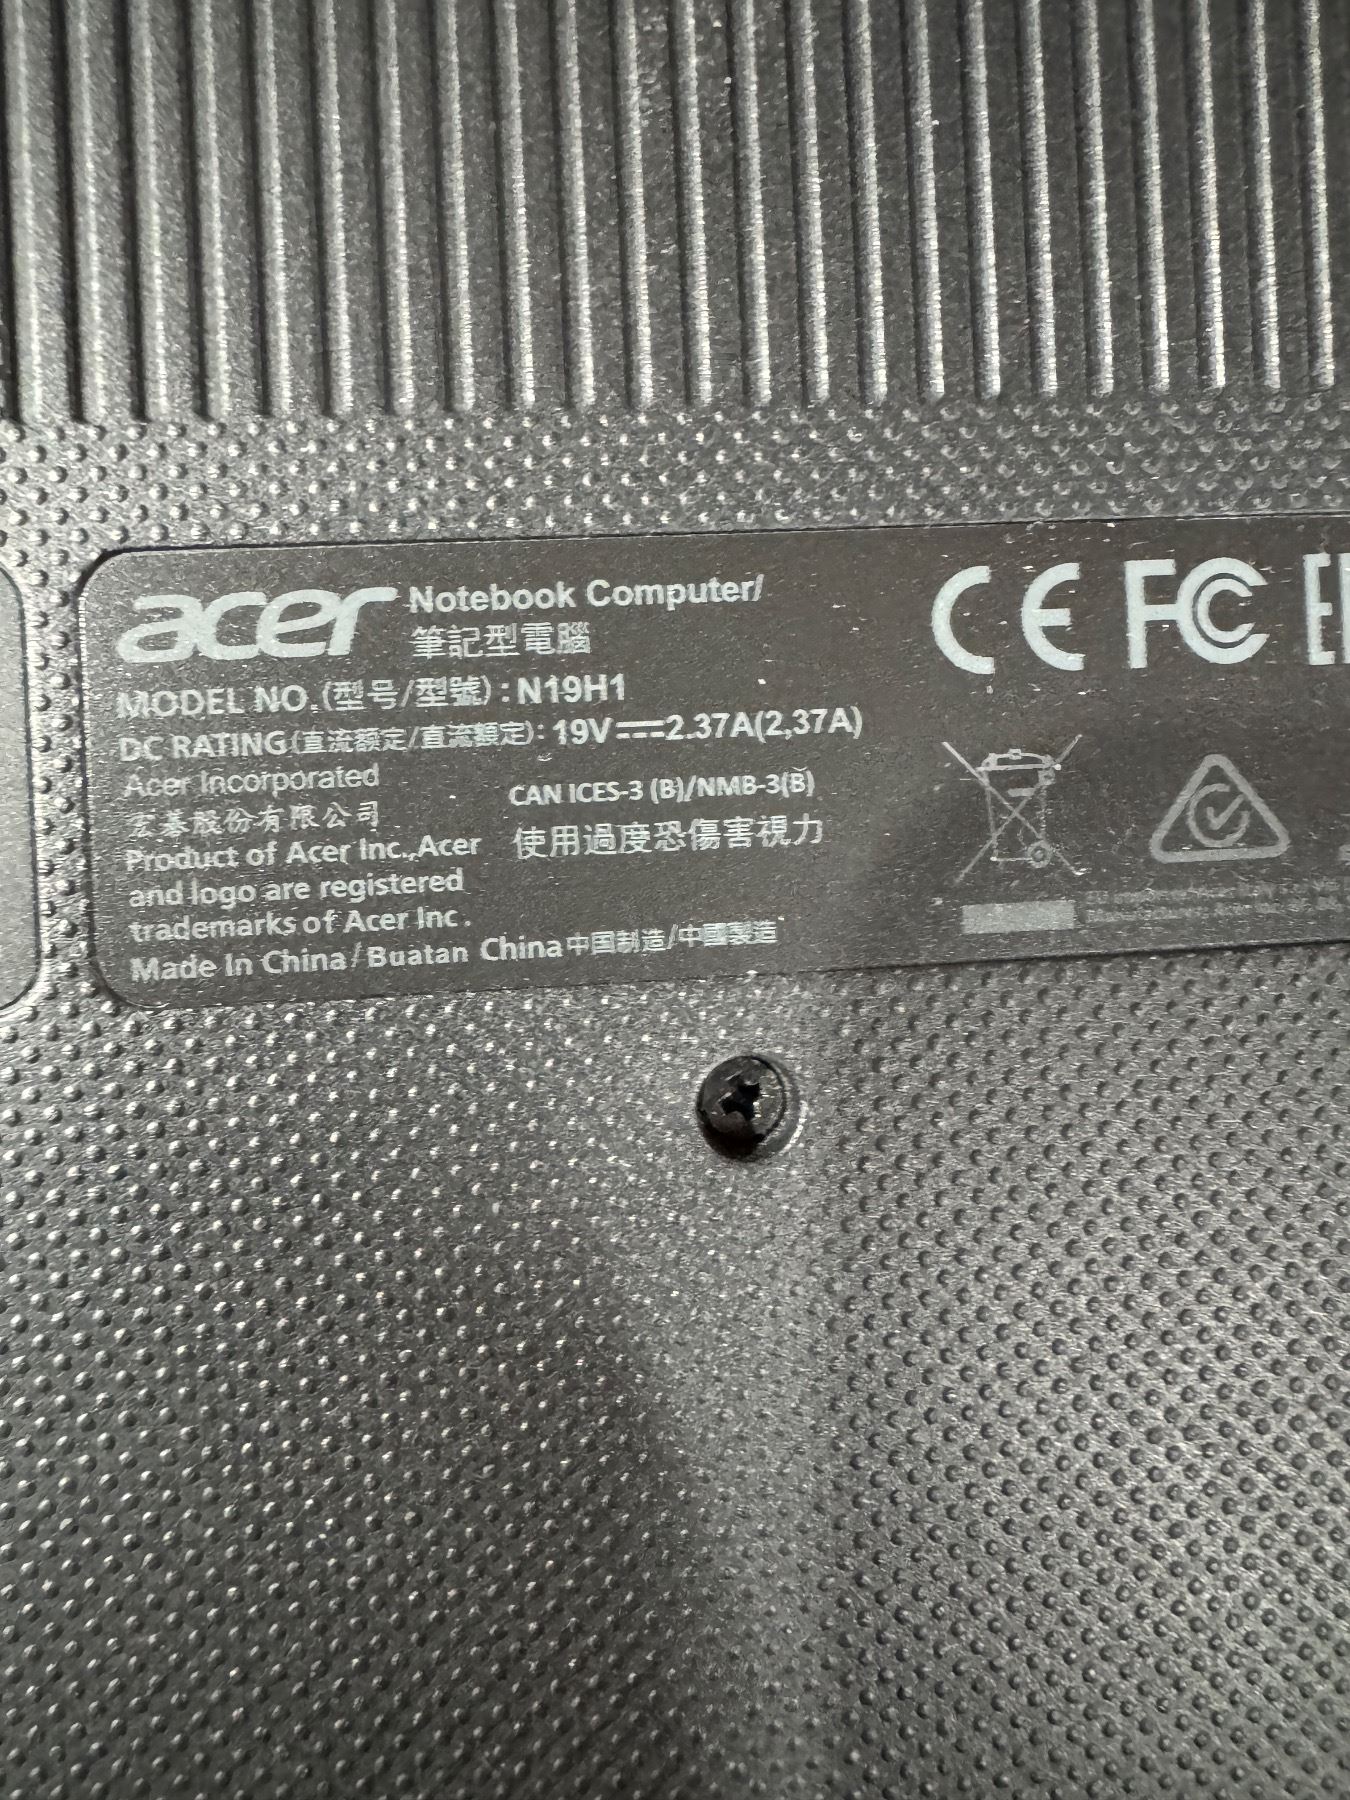 acer Notebook Computer/
筆記型電腦
MODEL NO.(型号/型號): N19H1
DC RATING(直流额定/直流額定): 19V 2.37A(2,37A)
Acer Incorporated
宏碁股份有限公司
Product of Acer Inc.,Acer
and logo are registered
trademarks of Acer Inc.
CAN ICES-3 (B)/NMB-3(B)
使用過度恐傷害視力
Made In China/Buatan China中国制造/中國製造
CE FC